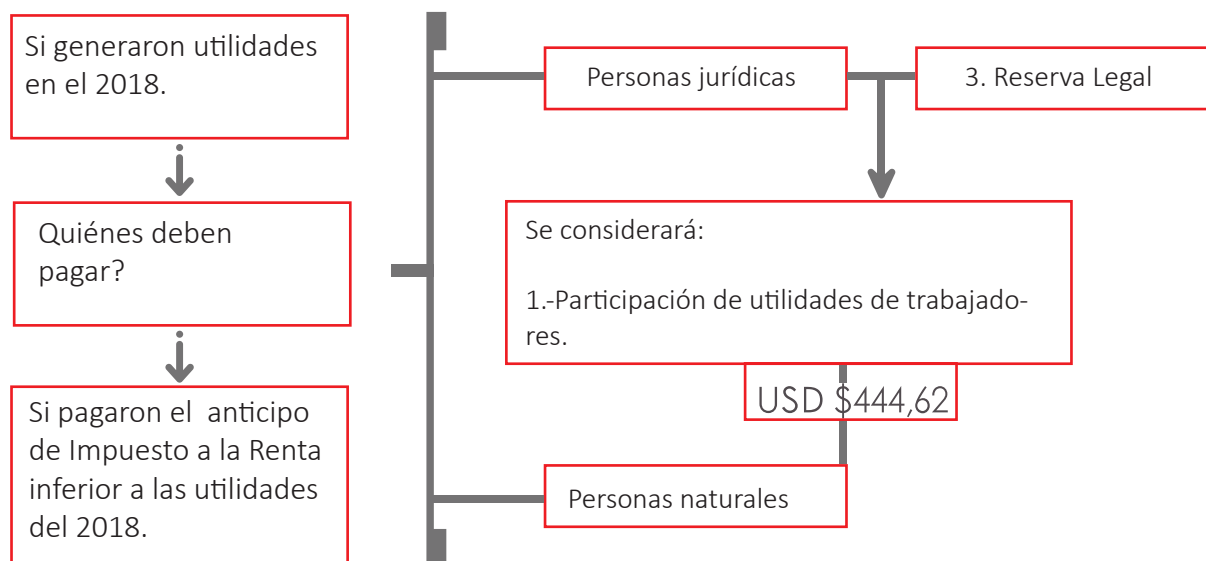 Si generaron utilidades
en el 2018.
Quiénes deben
pagar?
Si pagaron el anticipo
de Impuesto a la Renta
inferior a las utilidades
del 2018.
Personas jurídicas
3. Reserva Legal
Se considerará:
1.-Participación de utilidades de trabajado-
res.
USD $444,62
Personas naturales